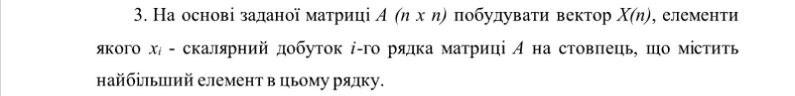 3. На основі заданої матриці А (n x n) побудувати вектор X(n), елементи
якого xi - скалярний добуток i-го рядка матриці А на стовпець, що містить
найбільший елемент в цьому рядку.